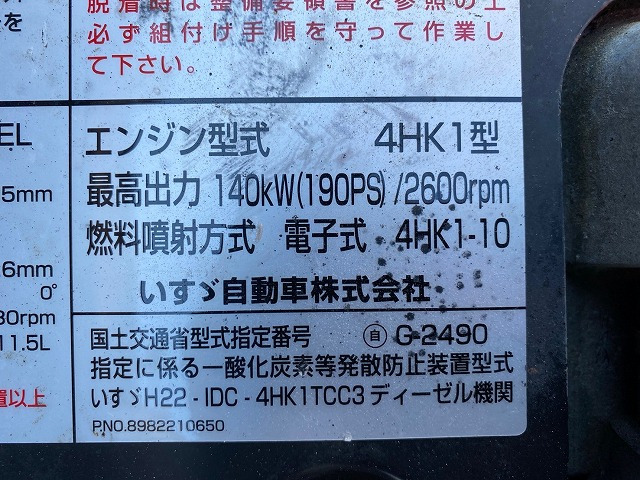 脱着時は整備要領書を参照の上
必ず組付け手順を守って作業し
て下さい。
を
EL
5mm
6mm
0°
30rpm
11.5L
置以上
エンジン型式 4HK1型
最高出力 140kW(190PS)/2600rpm
燃料噴射方式 電子式 4HK1-10
いすゞ自動車株式会社
国土交通省型式指定番号 自 G-2490
指定に係る一酸化炭素等発散防止装置型式
いすゞH22-IDC-4HK1TCC3ディーゼル機関
P.NO.8982210650